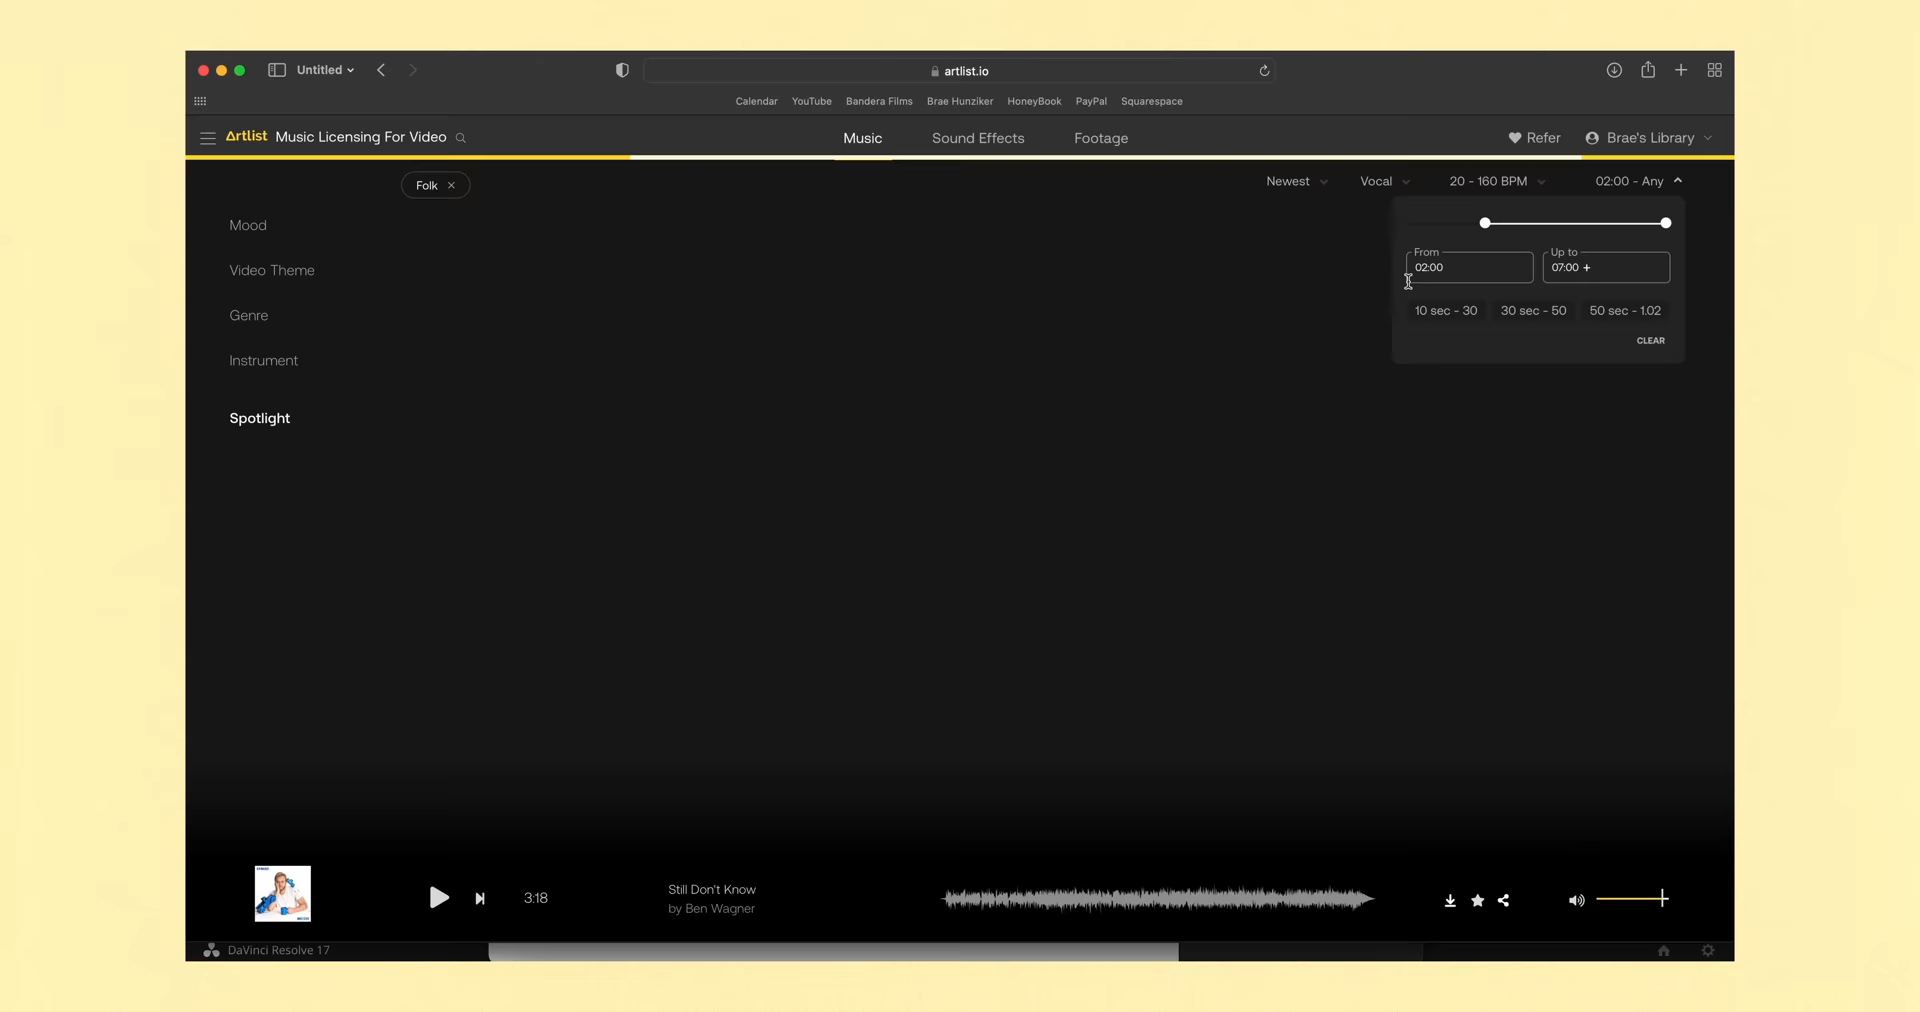 Untitled
artlist.io
Calendar YouTube Bandera Films Brae Hunziker HoneyBook PayPal Squarespace
Artlist Music Licensing For Video
Music Sound Effects Footage
Refer Brae's Library
Folk ×
Newest Vocal 20 - 160 BPM 02:00 - Any
Mood
Video Theme
Genre
Instrument
Spotlight
From Up to
02:00 07:00 +
10 sec - 30 30 sec - 50 50 sec - 1.02
CLEAR
3:18
Still Don't Know
by Ben Wagner
DaVinci Resolve 17